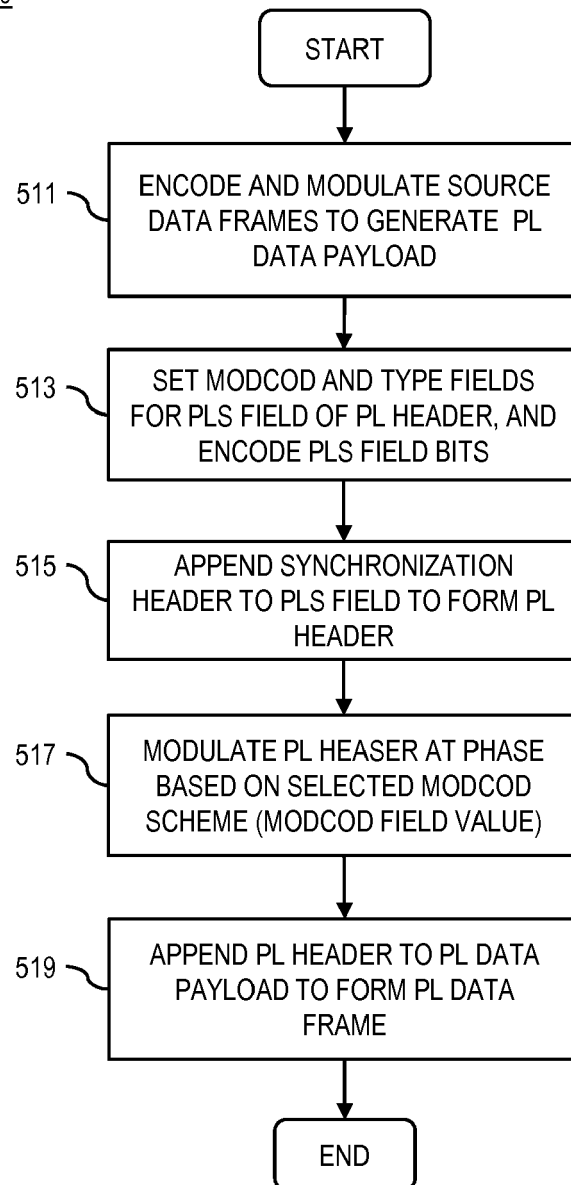 START
511
ENCODE AND MODULATE SOURCE
DATA FRAMES TO GENERATE PL
DATA PAYLOAD
513
SET MODCOD AND TYPE FIELDS
FOR PLS FIELD OF PL HEADER, AND
ENCODE PLS FIELD BITS
515
APPEND SYNCHRONIZATION
HEADER TO PLS FIELD TO FORM PL
HEADER
517
MODULATE PL HEASER AT PHASE
BASED ON SELECTED MODCOD
SCHEME (MODCOD FIELD VALUE)
519
APPEND PL HEADER TO PL DATA
PAYLOAD TO FORM PL DATA
FRAME
END